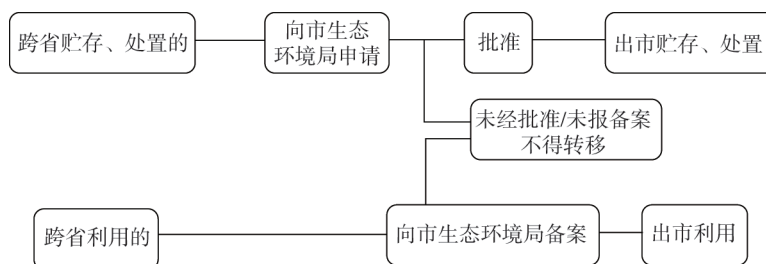 跨省贮存、处置的
向市生态
环境局申请
批准
出市贮存、处置
未经批准/未报备案
不得转移
跨省利用的
向市生态环境局备案
出市利用